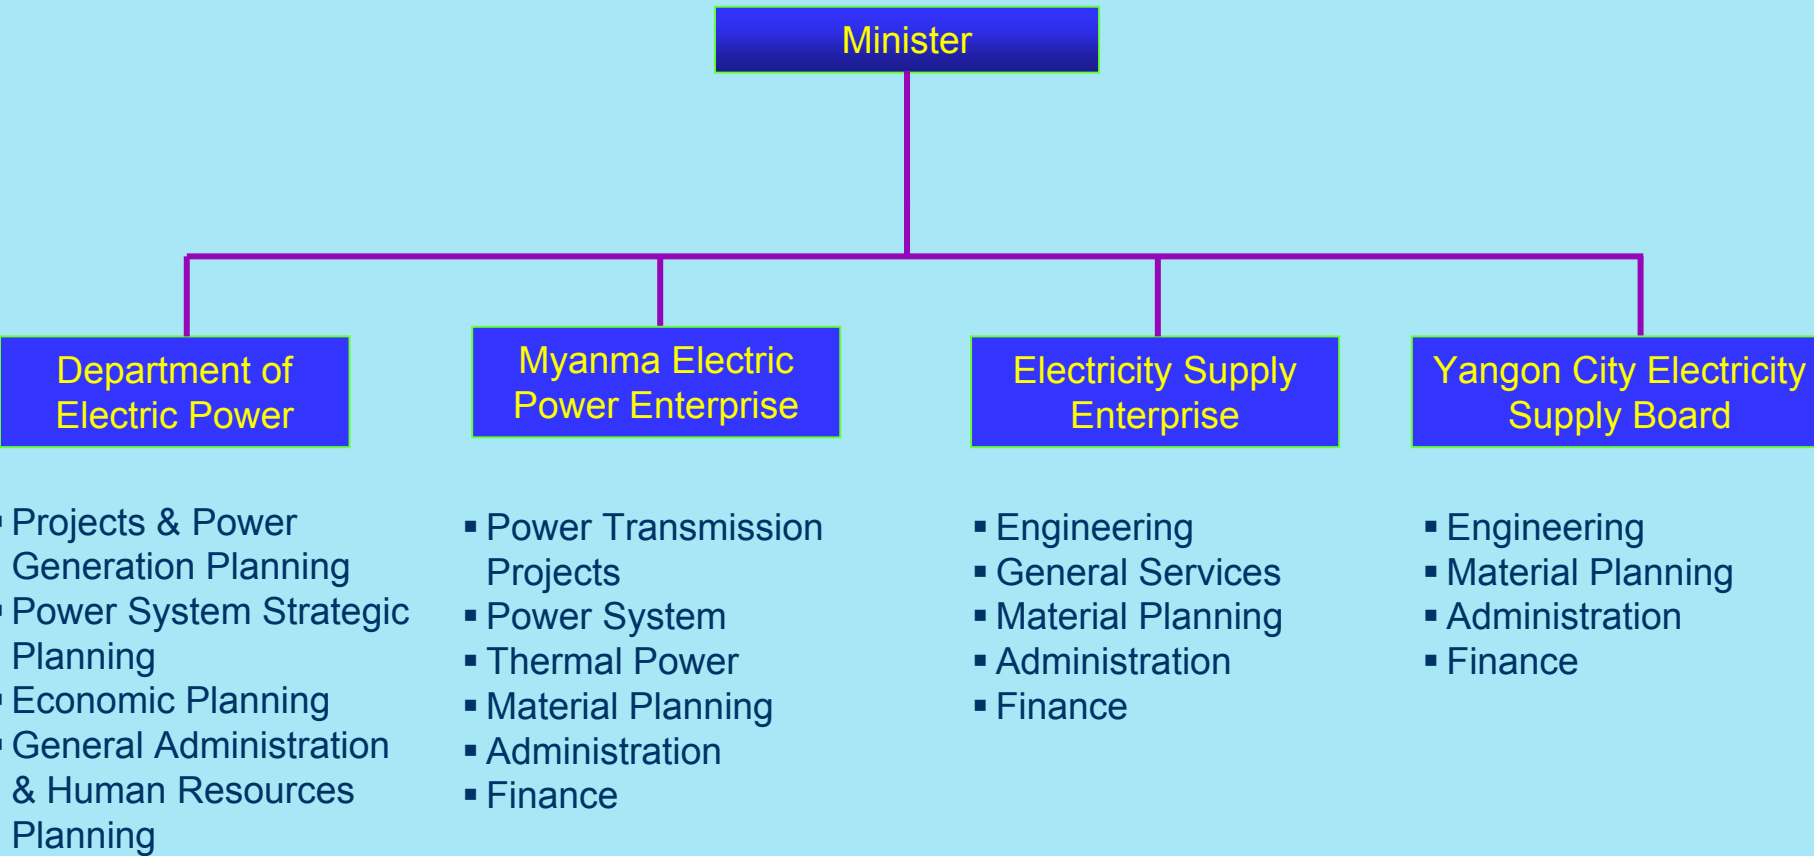 Minister
Department of
Electric Power
Myanma Electric
Power Enterprise
Electricity Supply
Enterprise
Yangon City Electricity
Supply Board
▪ Projects & Power
Generation Planning
▪ Power System Strategic
Planning
▪ Economic Planning
▪ General Administration
& Human Resources
Planning
▪ Power Transmission
Projects
▪ Power System
▪ Thermal Power
▪ Material Planning
▪ Administration
▪ Finance
▪ Engineering
▪ General Services
▪ Material Planning
▪ Administration
▪ Finance
▪ Engineering
▪ Material Planning
▪ Administration
▪ Finance